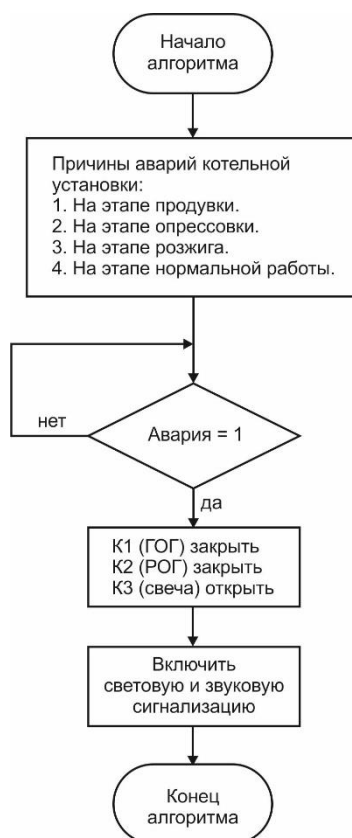 Начало
алгоритма
Причины аварий котельной
установки:
1. На этапе продувки.
2. На этапе опрессовки.
3. На этапе розжига.
4. На этапе нормальной работы.
нет
Авария = 1
да
К1 (ГОГ) закрыть
К2 (РОГ) закрыть
К3 (свеча) открыть
Включить
световую и звуковую
сигнализацию
Конец
алгоритма